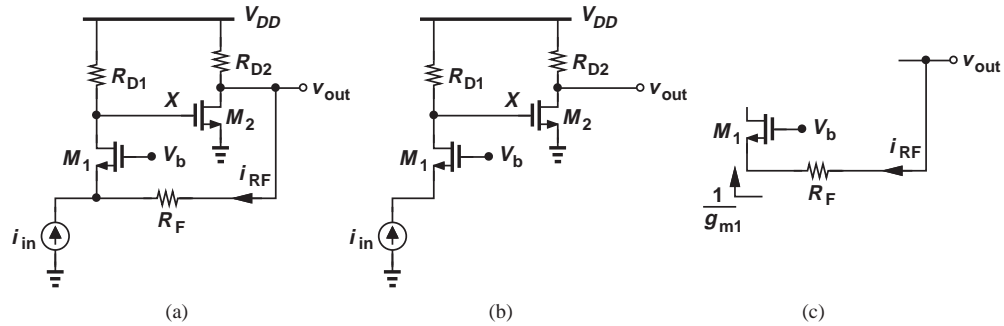 V_DD
R_D1
R_D2
X
v_out
M_2
M_1
V_b
i_RF
R_F
i_in
(a)
V_DD
R_D1
R_D2
X
v_out
M_2
M_1
V_b
i_in
(b)
v_out
M_1
V_b
i_RF
R_F
1
g_m1
(c)